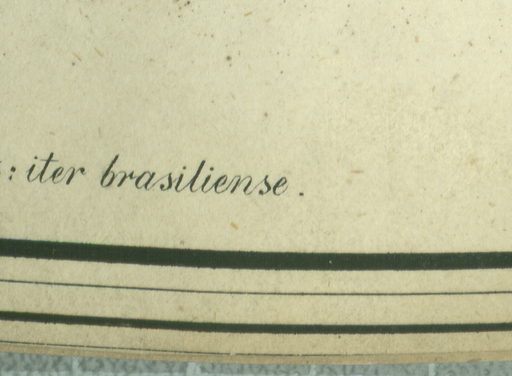 : iter brasiliense.